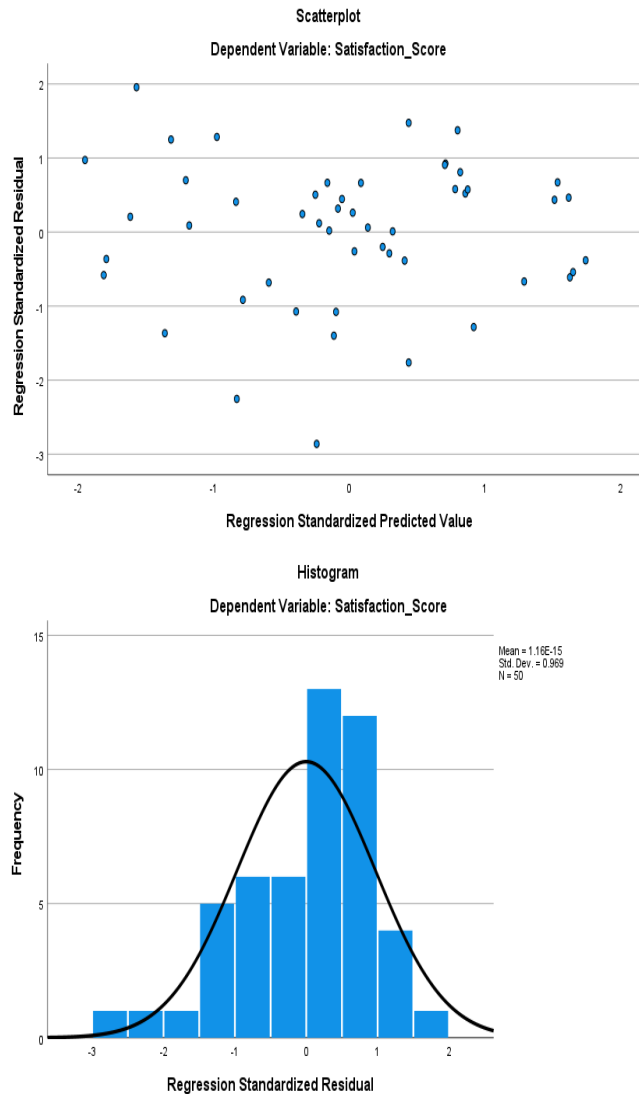 Scatterplot
Dependent Variable: Satisfaction_Score
Regression Standardized Residual
2
1
0
-1
-2
-3
-2 -1 0 1 2
Regression Standardized Predicted Value
Histogram
Dependent Variable: Satisfaction_Score
Mean = 1.16E-15
Std. Dev. = 0.969
N = 50
Frequency
15
10
5
0
-3 -2 -1 0 1 2
Regression Standardized Residual